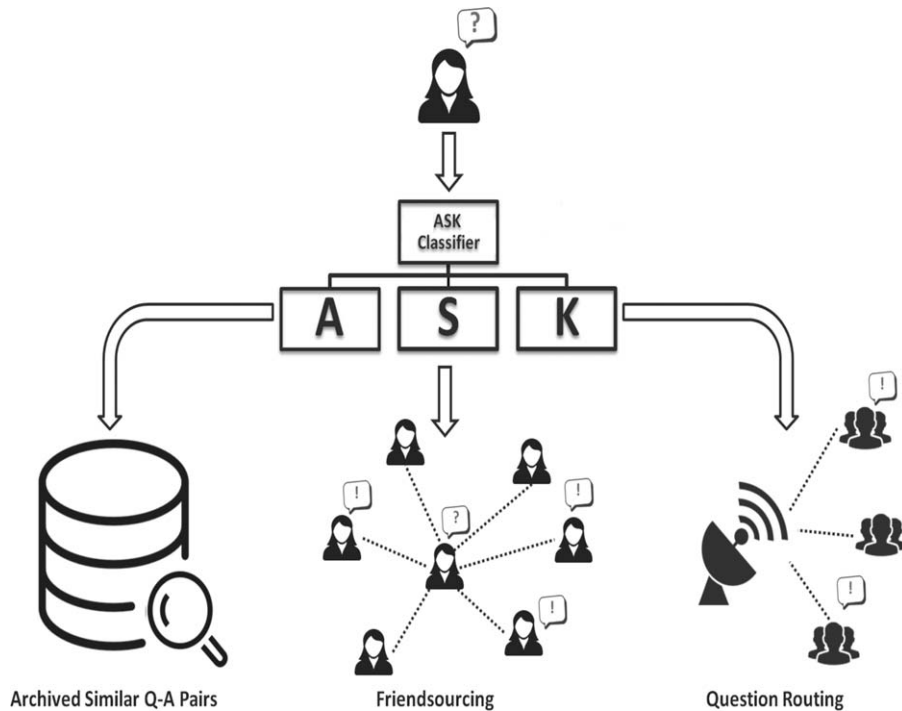 ?
ASK
Classifier
A S K
!
! ? !
!
!
Archived Similar Q-A Pairs Friendsourcing Question Routing